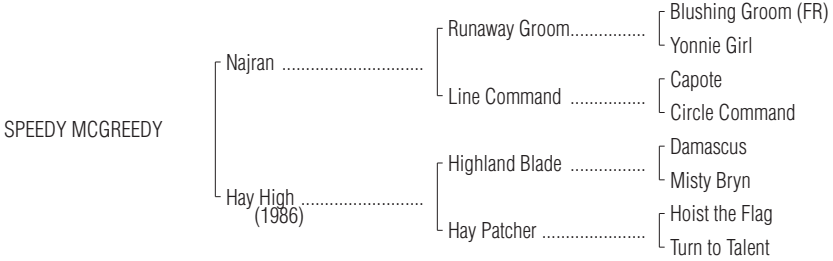 Blushing Groom (FR)
Runaway Groom................
Yonnie Girl
Najran ..............................
Capote
Line Command ................
Circle Command
SPEEDY MCGREEDY
Damascus
Highland Blade ................
Misty Bryn
Hay High ..........................
(1986)
Hoist the Flag
Hay Patcher ......................
Turn to Talent